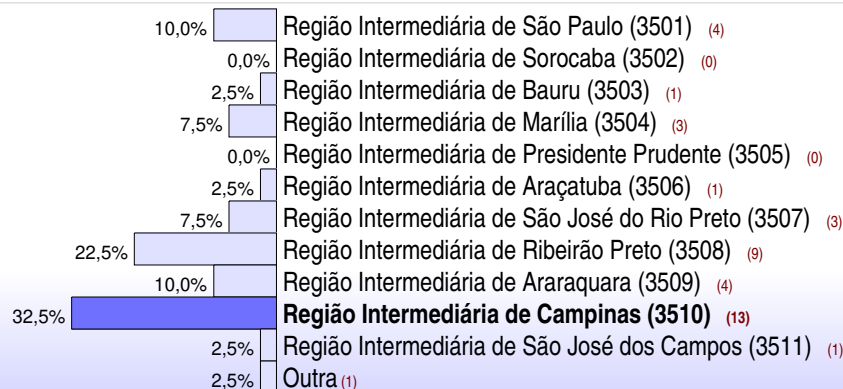 10,0% Região Intermediária de São Paulo (3501) (4)
0,0% Região Intermediária de Sorocaba (3502) (0)
2,5% Região Intermediária de Bauru (3503) (1)
7,5% Região Intermediária de Marília (3504) (3)
0,0% Região Intermediária de Presidente Prudente (3505) (0)
2,5% Região Intermediária de Araçatuba (3506) (1)
7,5% Região Intermediária de São José do Rio Preto (3507) (3)
22,5% Região Intermediária de Ribeirão Preto (3508) (9)
10,0% Região Intermediária de Araraquara (3509) (4)
32,5% Região Intermediária de Campinas (3510) (13)
2,5% Região Intermediária de São José dos Campos (3511) (1)
2,5% Outra (1)